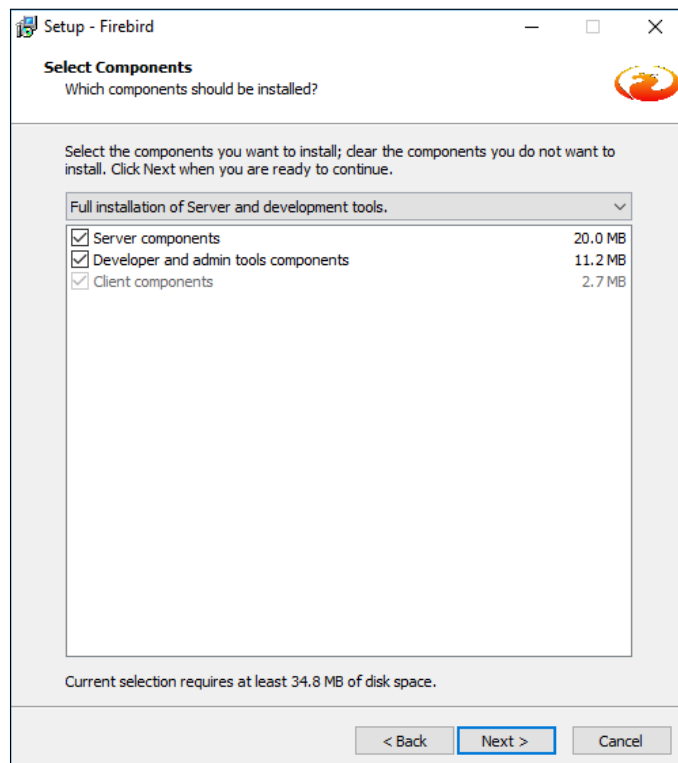 Setup - Firebird
Select Components
Which components should be installed?
Select the components you want to install; clear the components you do not want to
install. Click Next when you are ready to continue.
Full installation of Server and development tools.
Server components 20.0 MB
Developer and admin tools components 11.2 MB
Client components 2.7 MB
Current selection requires at least 34.8 MB of disk space.
< Back Next > Cancel